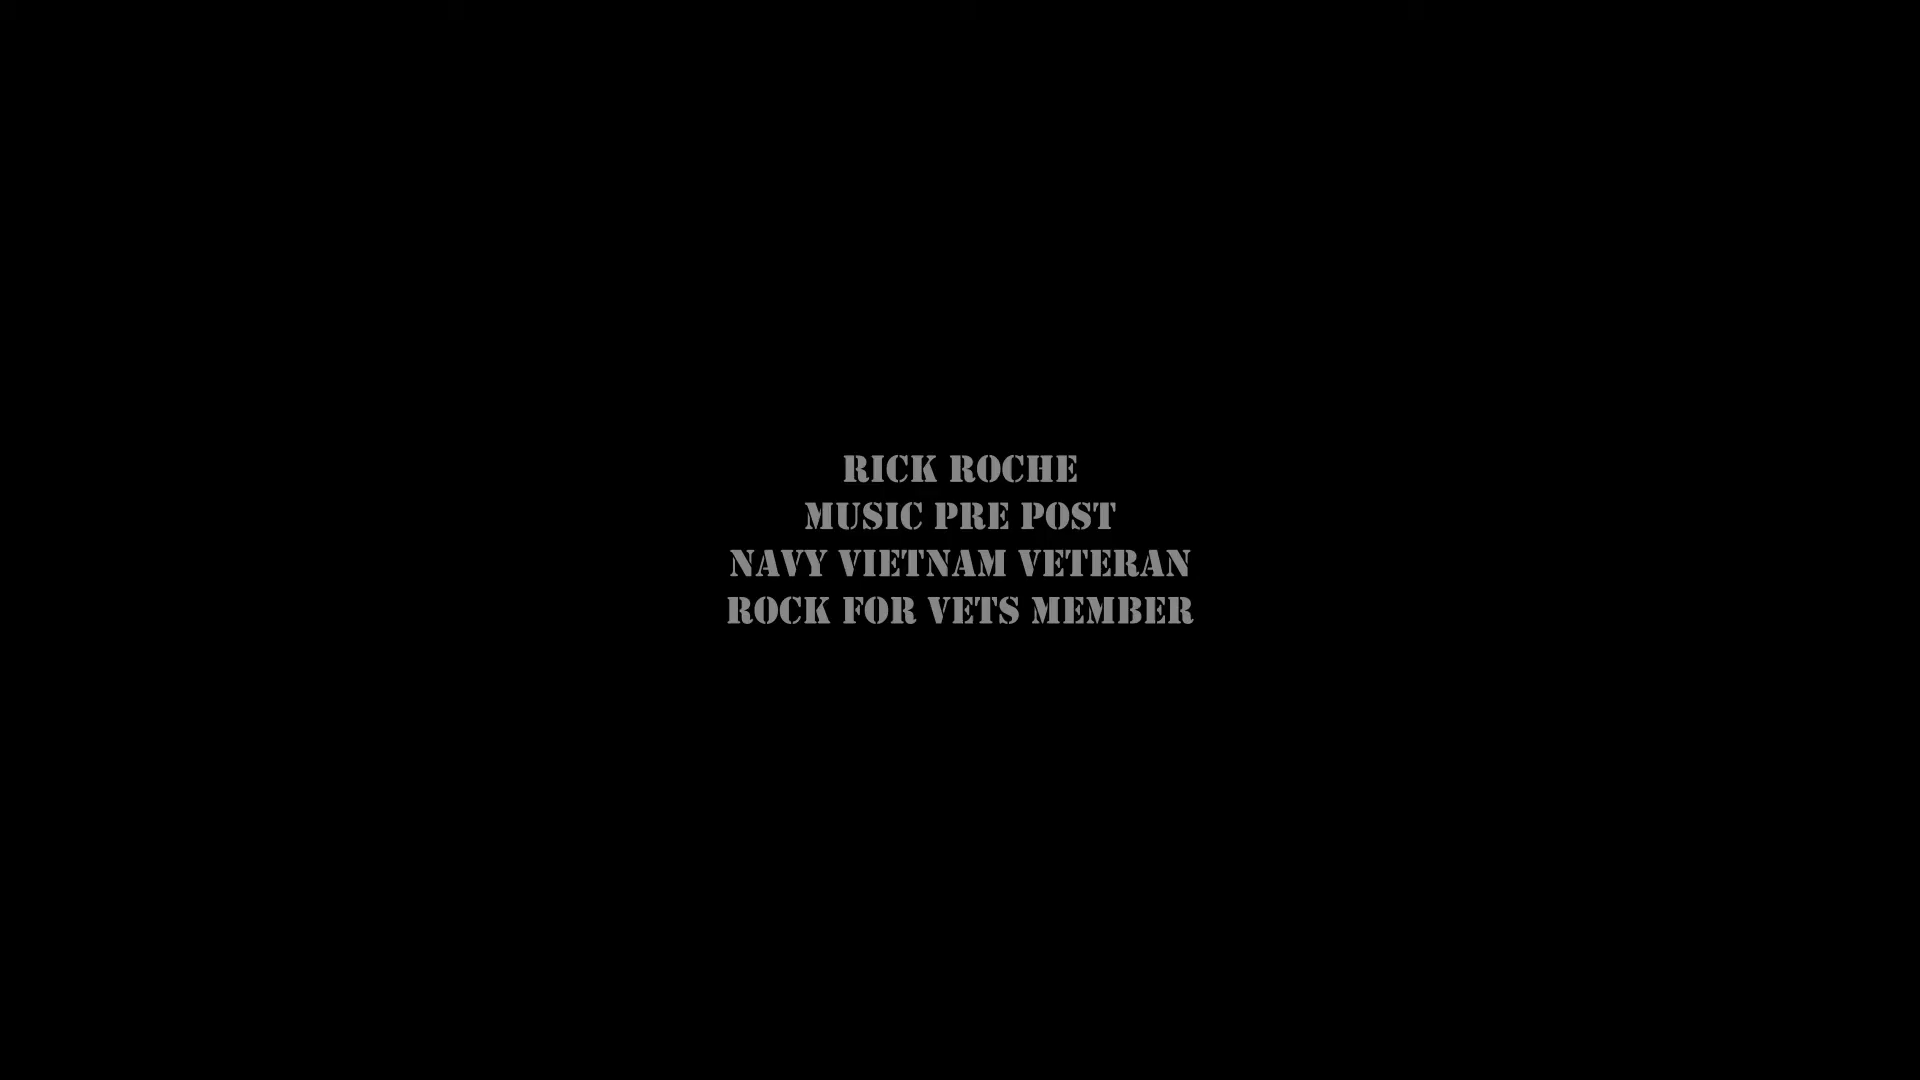 RICK ROCHE
MUSIC PRE POST
NAVY VIETNAM VETERAN
ROCK FOR VETS MEMBER